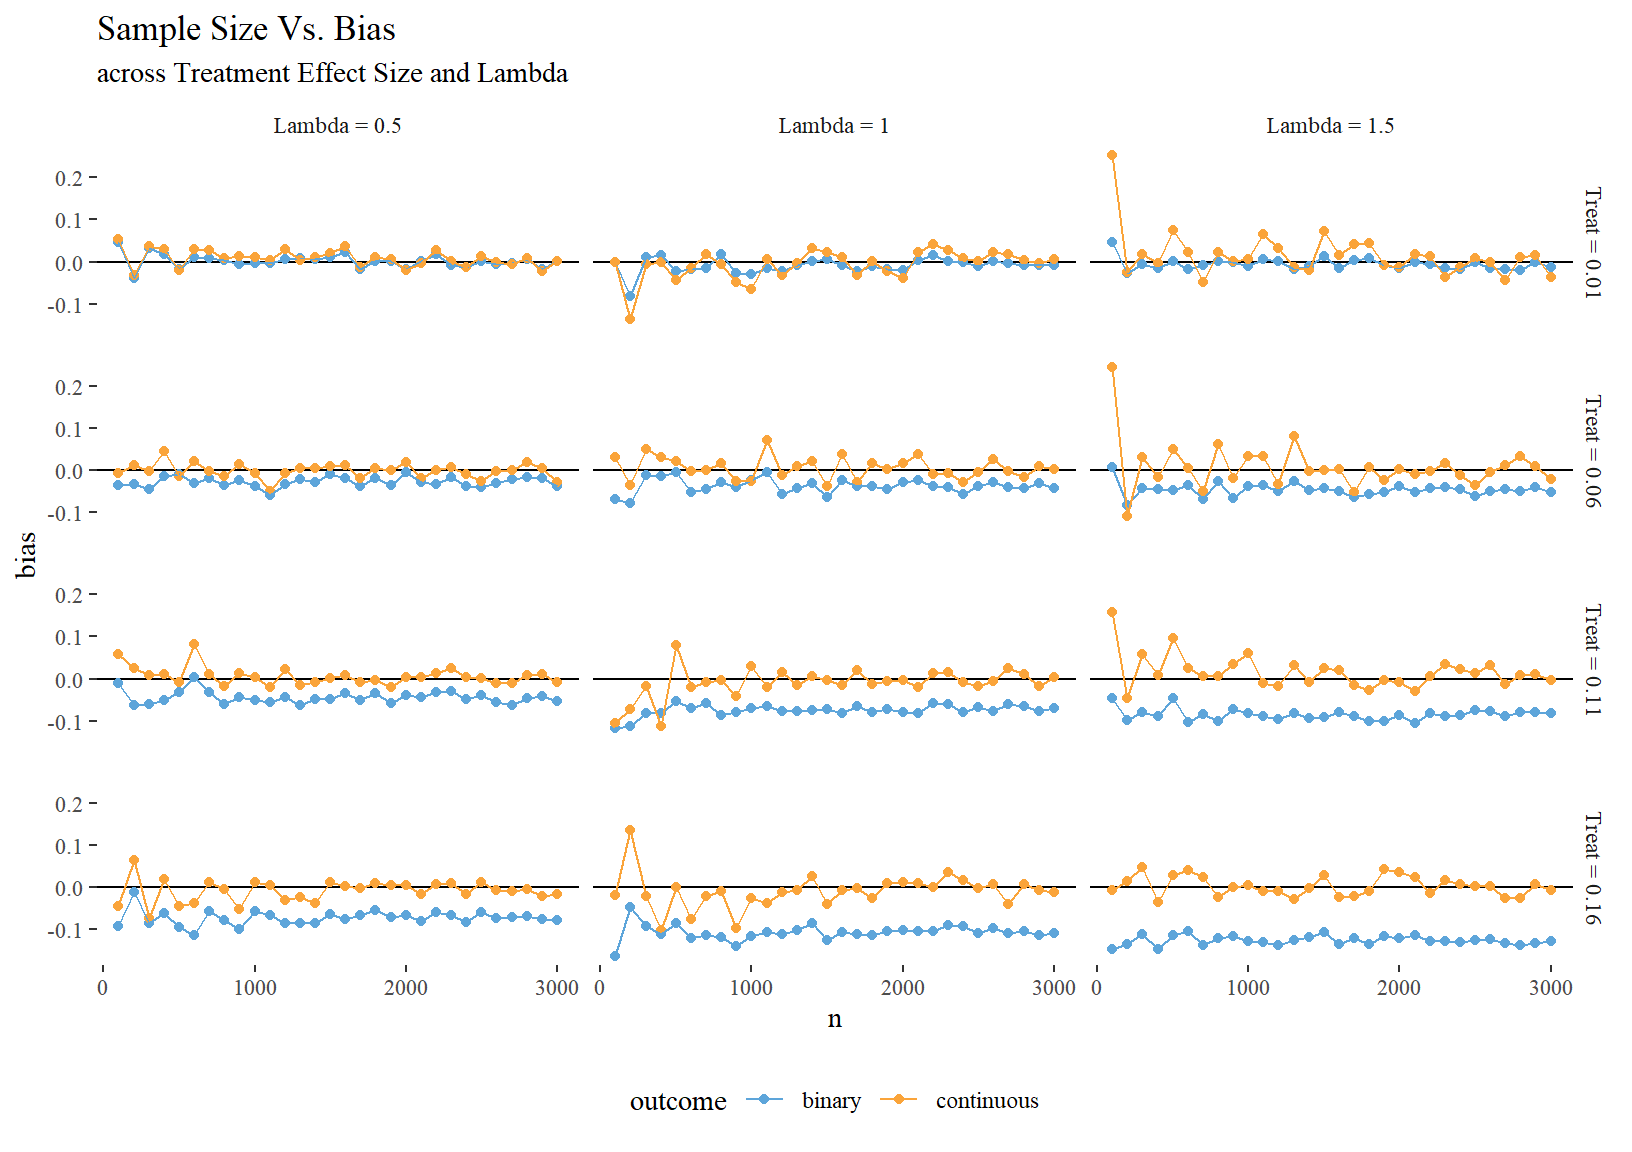 Sample Size Vs. Bias
across Treatment Effect Size and Lambda
Lambda = 0.5
Lambda = 1
Lambda = 1.5
0.2
0.1
0.0
-0.1
Treat = 0.01
0.2
0.1
0.0
-0.1
Treat = 0.06
bias
0.2
0.1
0.0
-0.1
Treat = 0.11
0.2
0.1
0.0
-0.1
Treat = 0.16
0 1000 2000 3000
0 1000 2000 3000
0 1000 2000 3000
n
outcome binary continuous